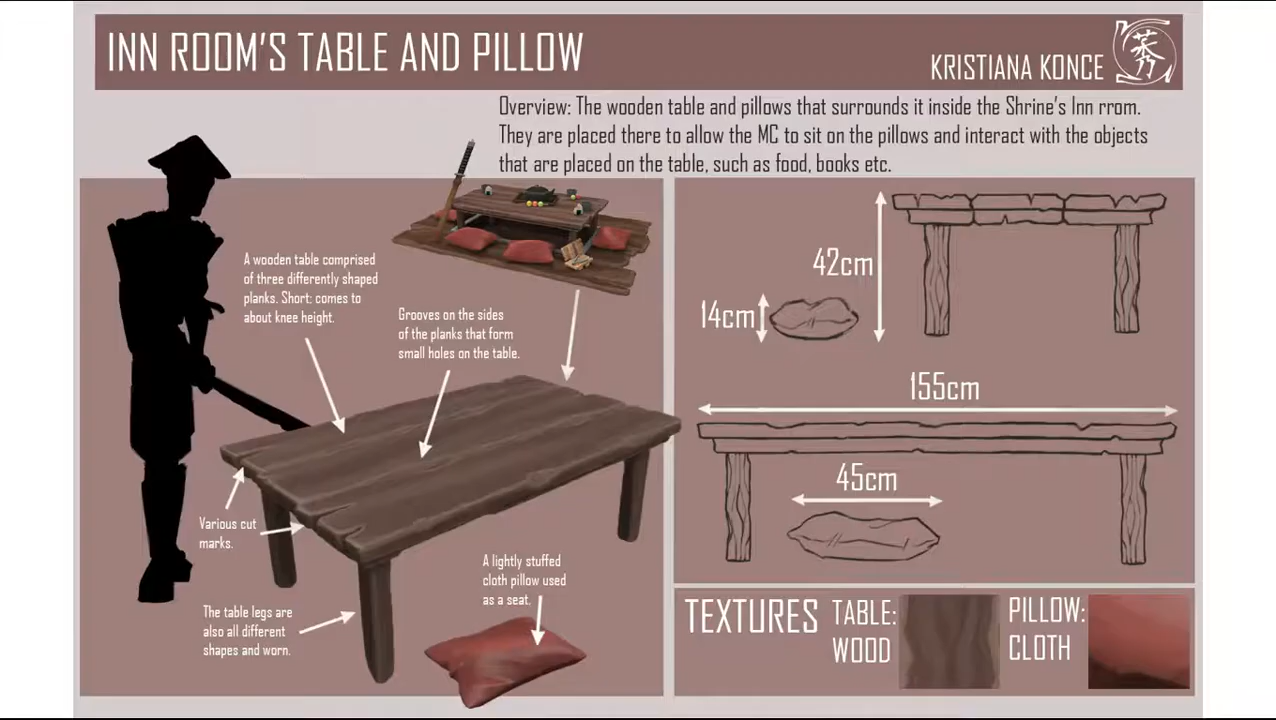 INN ROOM'S TABLE AND PILLOW
KRISTIANA KONCE
Overview: The wooden table and pillows that surrounds it inside the Shrine's Inn rrom.
They are placed there to allow the MC to sit on the pillows and interact with the objects
that are placed on the table, such as food, books etc.
A wooden table comprised
of three differently shaped
planks. Short; comes to
about knee height.
Grooves on the sides
of the planks that form
small holes on the table.
Various cut
marks.
The table legs are
also all different
shapes and worn.
A lightly stuffed
cloth pillow used
as a seat.
42cm
14cm
155cm
45cm
TEXTURES
TABLE:
WOOD
PILLOW:
CLOTH